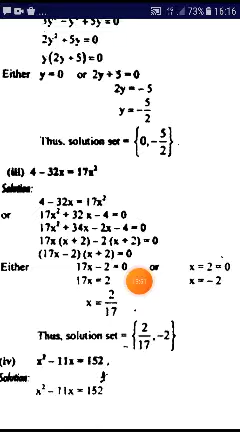 73% 16:16
2y² + 5y = 0
y(2y + 5) = 0
Either y = 0 or 2y + 5 = 0
2y = - 5
y = - 5/2
Thus, solution set = {0, - 5/2}.
(iii) 4 – 32x = 17x²
Solution:
4 – 32x = 17x²
or 17x² + 32 x – 4 = 0
17x² + 34x – 2x – 4 = 0
17x (x + 2) – 2 (x + 2) = 0
(17x – 2) (x + 2) = 0
Either 17x – 2 = 0 or x = 2 = 0
17x = 2 x = – 2
x = 2/17
Thus, solution set = {2/17, -2}
(iv) x² – 11x = 152 ,
Solution:
x² – 11x = 152